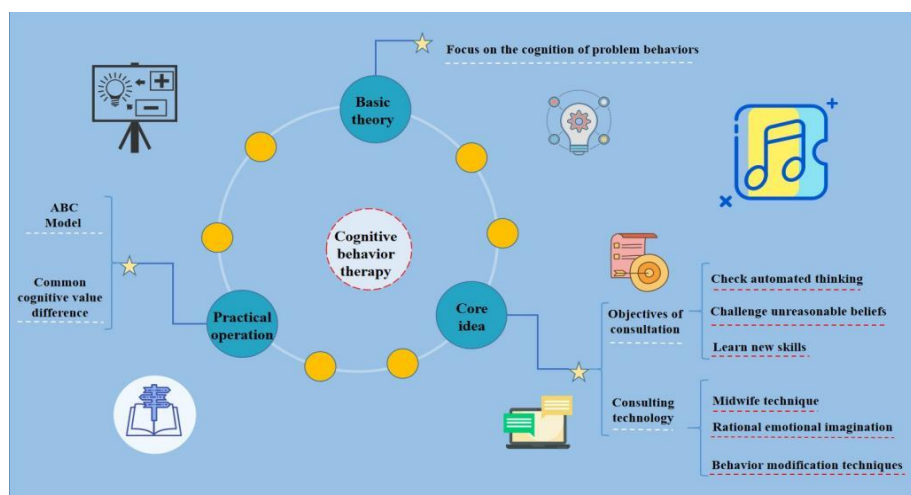 Focus on the cognition of problem behaviors
Basic
theory
ABC
Model
Common
cognitive value
difference
Cognitive
behavior
therapy
Practical
operation
Core
idea
Objectives of
consultation
Check automated thinking
Challenge unreasonable beliefs
Learn new skills
Consulting
technology
Midwife technique
Rational emotional imagination
Behavior modification techniques